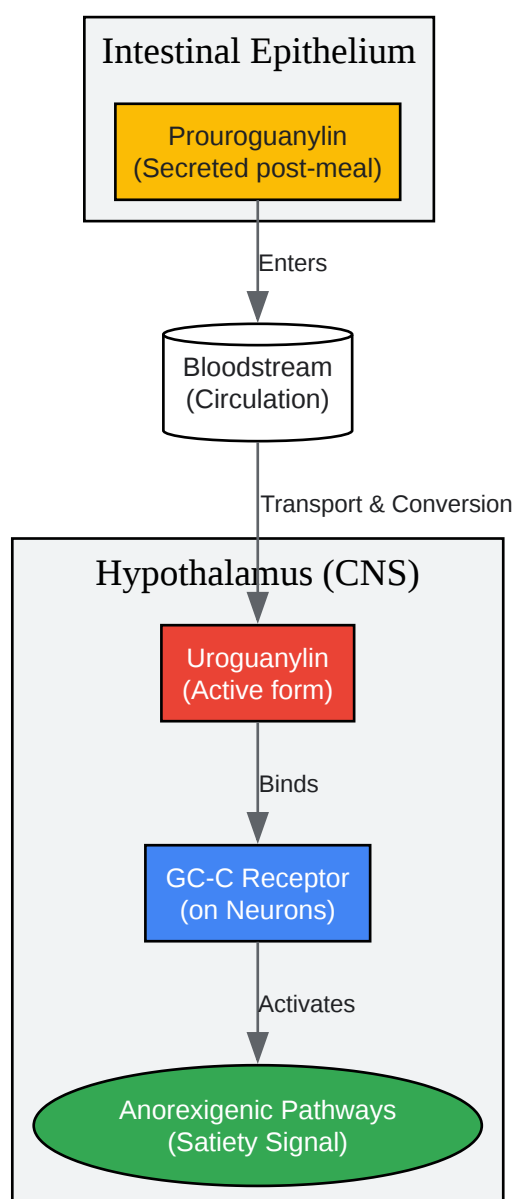 Intestinal Epithelium
Prouroguanylin
(Secreted post-meal)
Enters
Bloodstream
(Circulation)
Transport & Conversion
Hypothalamus (CNS)
Uroguanylin
(Active form)
Binds
GC-C Receptor
(on Neurons)
Activates
Anorexigenic Pathways
(Satiety Signal)